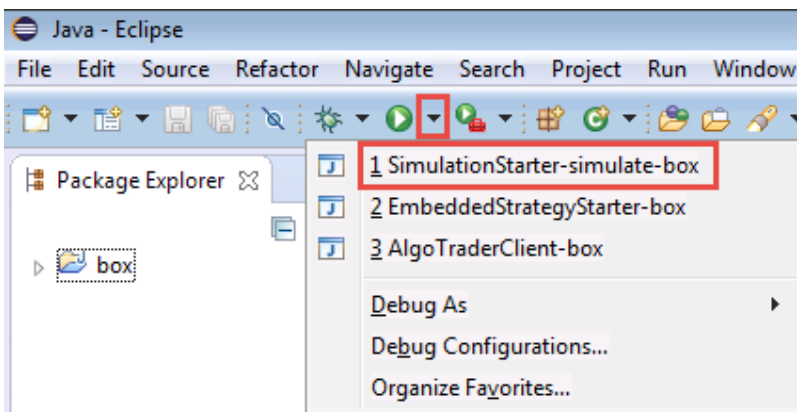 Java - Eclipse
File Edit Source Refactor Navigate Search Project Run Window
Package Explorer
box
1 SimulationStarter-simulate-box
2 EmbeddedStrategyStarter-box
3 AlgoTraderClient-box
Debug As
Debug Configurations...
Organize Favorites...